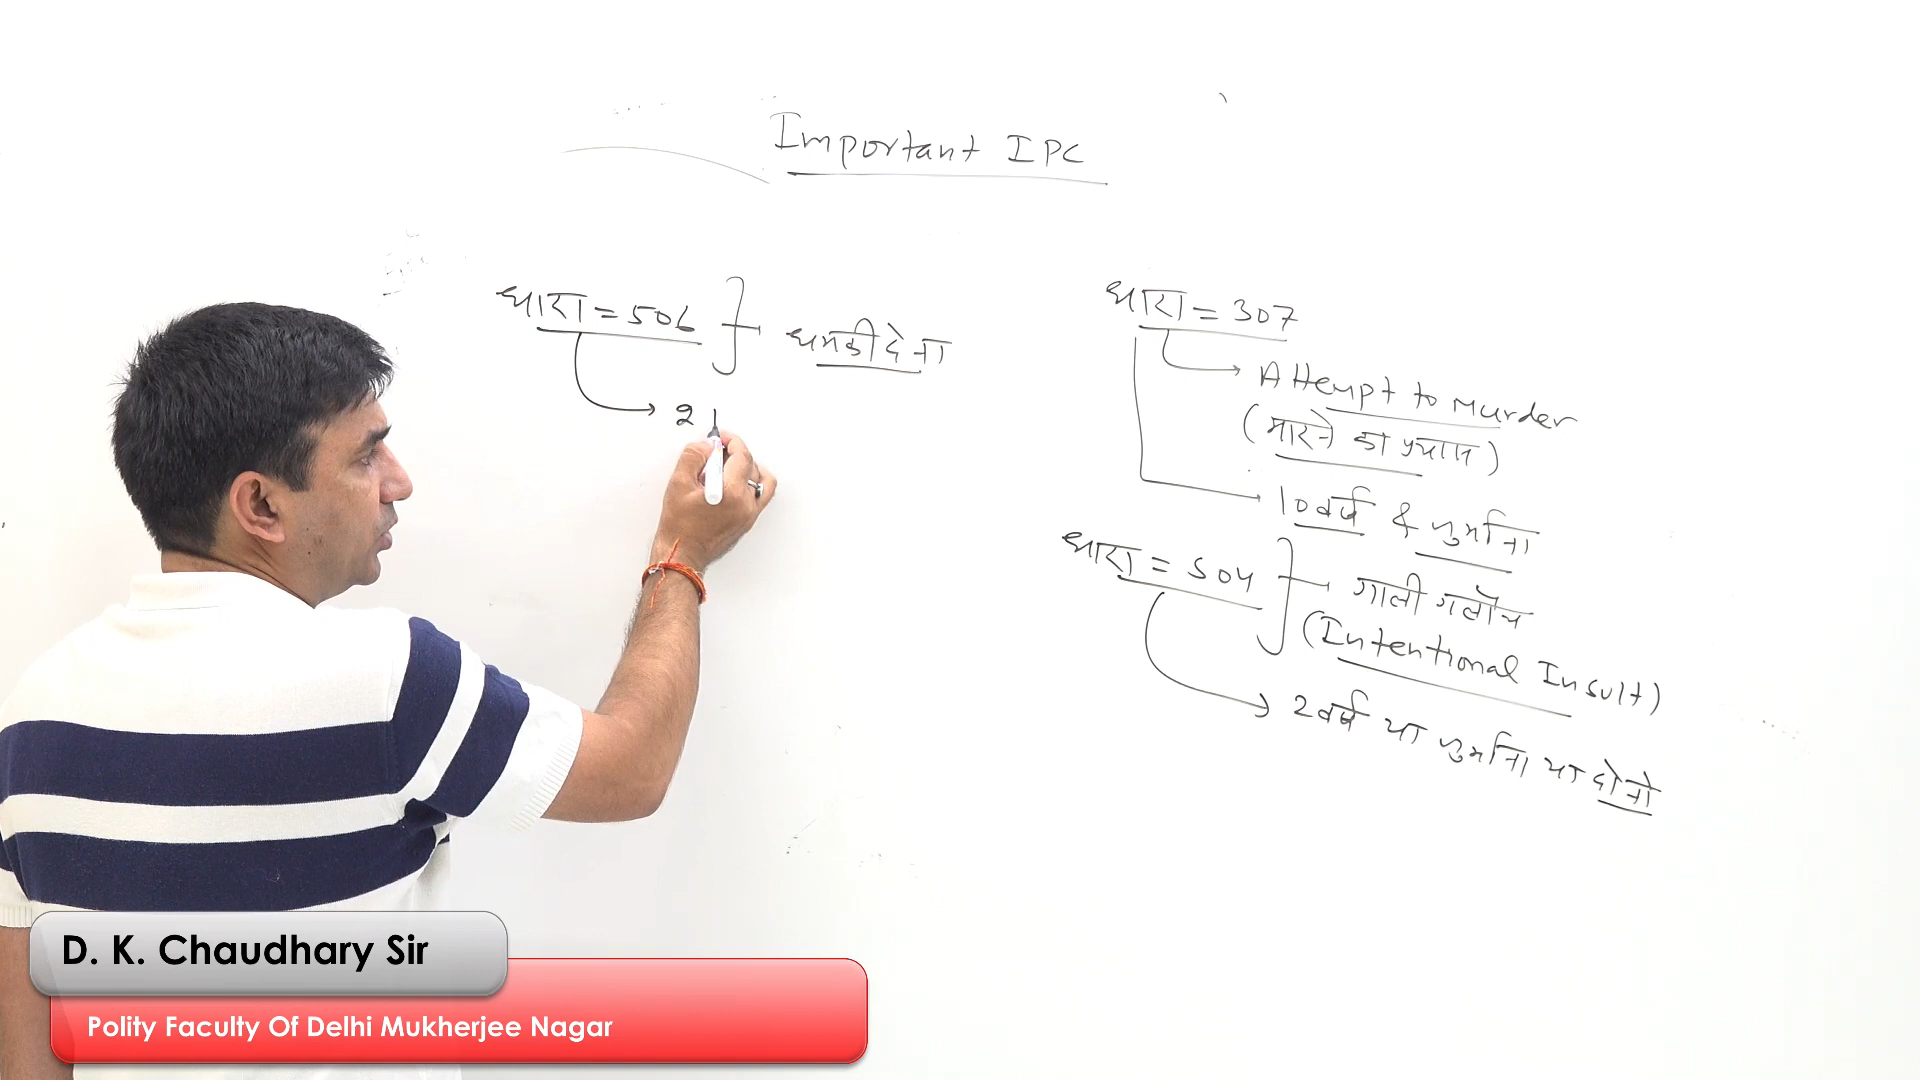 Important IPC
धारा = 506
धमकी देना
2
धारा = 307
Attempt to Murder
(मारने का प्रयास)
10 वर्ष & जुर्माना
धारा = 504
गाली गलौच
(Intentional Insult)
2 वर्ष या जुर्माना या दोनो
D. K. Chaudhary Sir
Polity Faculty Of Delhi Mukherjee Nagar